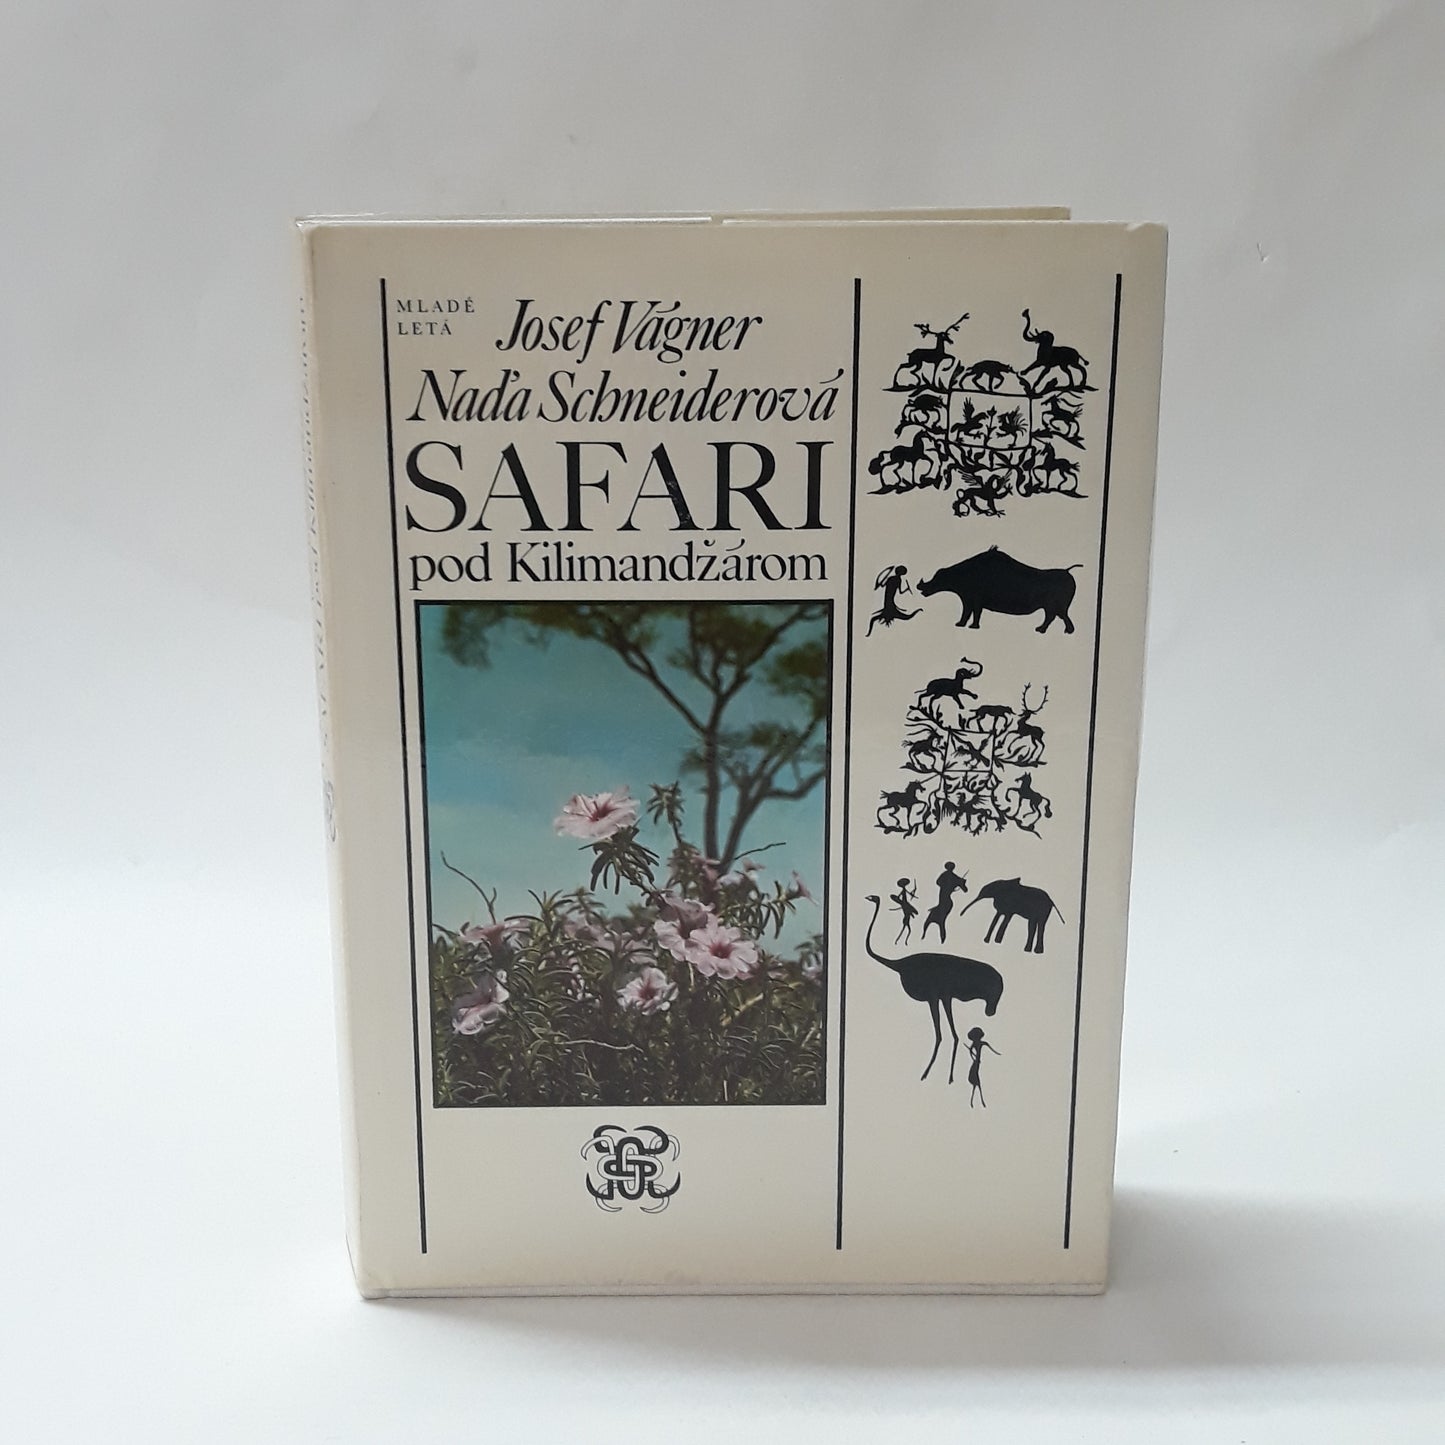 MLADÉ
LETÁ
Josef Vágner
Naďa Schneiderová
SAFARI
pod Kilimandžárom